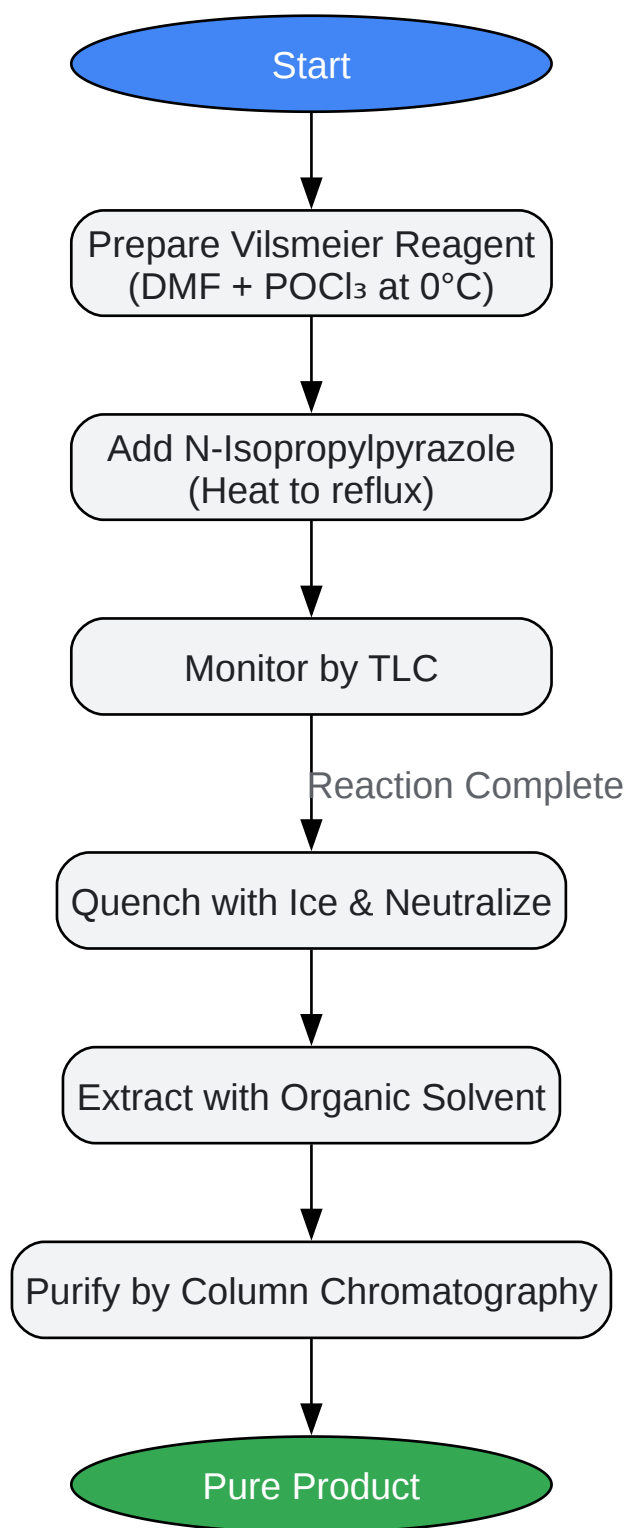 Start
Prepare Vilsmeier Reagent
(DMF + POCl₃ at 0°C)
Add N-Isopropylpyrazole
(Heat to reflux)
Monitor by TLC
Reaction Complete
Quench with Ice & Neutralize
Extract with Organic Solvent
Purify by Column Chromatography
Pure Product